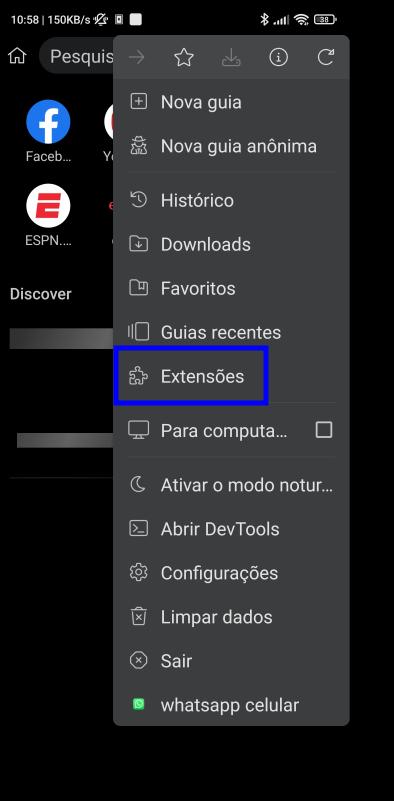 10:58 | 150KB/s
38
Pesquis
Nova guia
Nova guia anônima
Faceb...
Histórico
ESPN....
Downloads
Discover
Favoritos
Guias recentes
Extensões
Para computa...
Ativar o modo notur...
Abrir DevTools
Configurações
Limpar dados
Sair
whatsapp celular